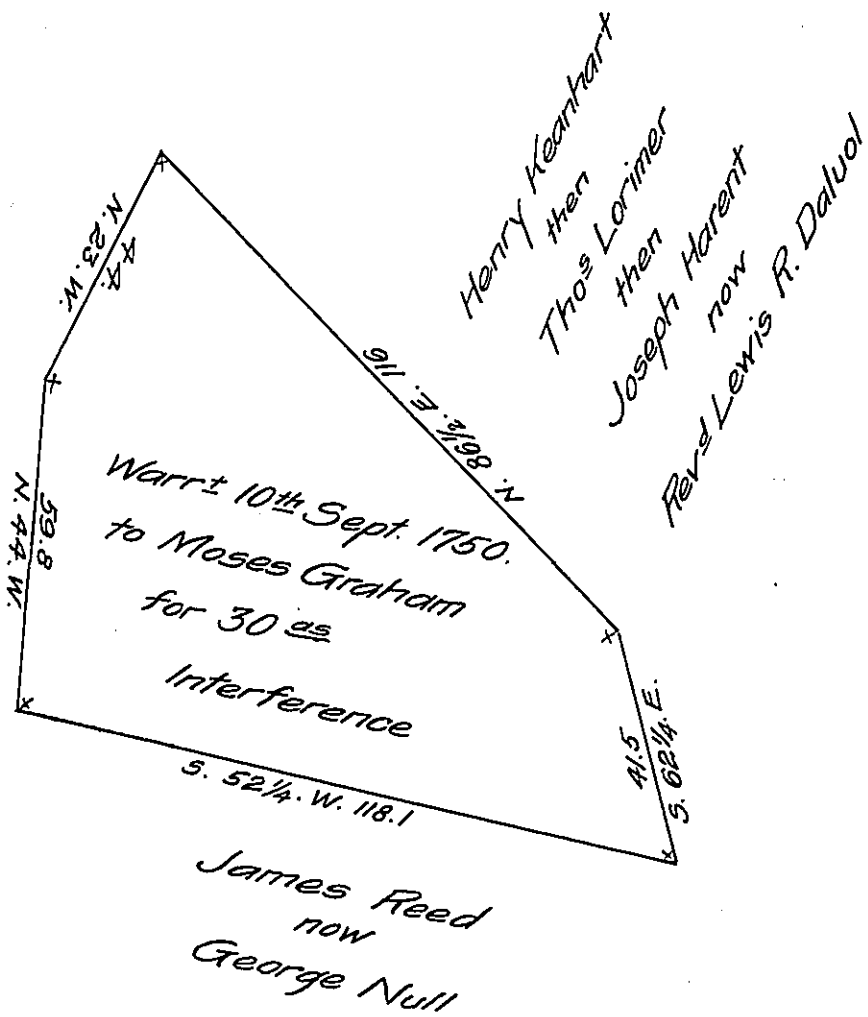 Henry Keanhart
then
Thoˢ Lorimer
then
Joseph Harent
now
Revᵈ Lewis R. Daluol
N. 23. W.
44.
N. 86½. E. 116
59.8
N. 44. W.
Warrᵗ 10ᵗʰ Sept. 1750.
to Moses Graham
for 30 ᵃˢ
Interference
41.5
S. 62¼. E.
S. 52¼. W. 118.1
James Reed
now
George Null